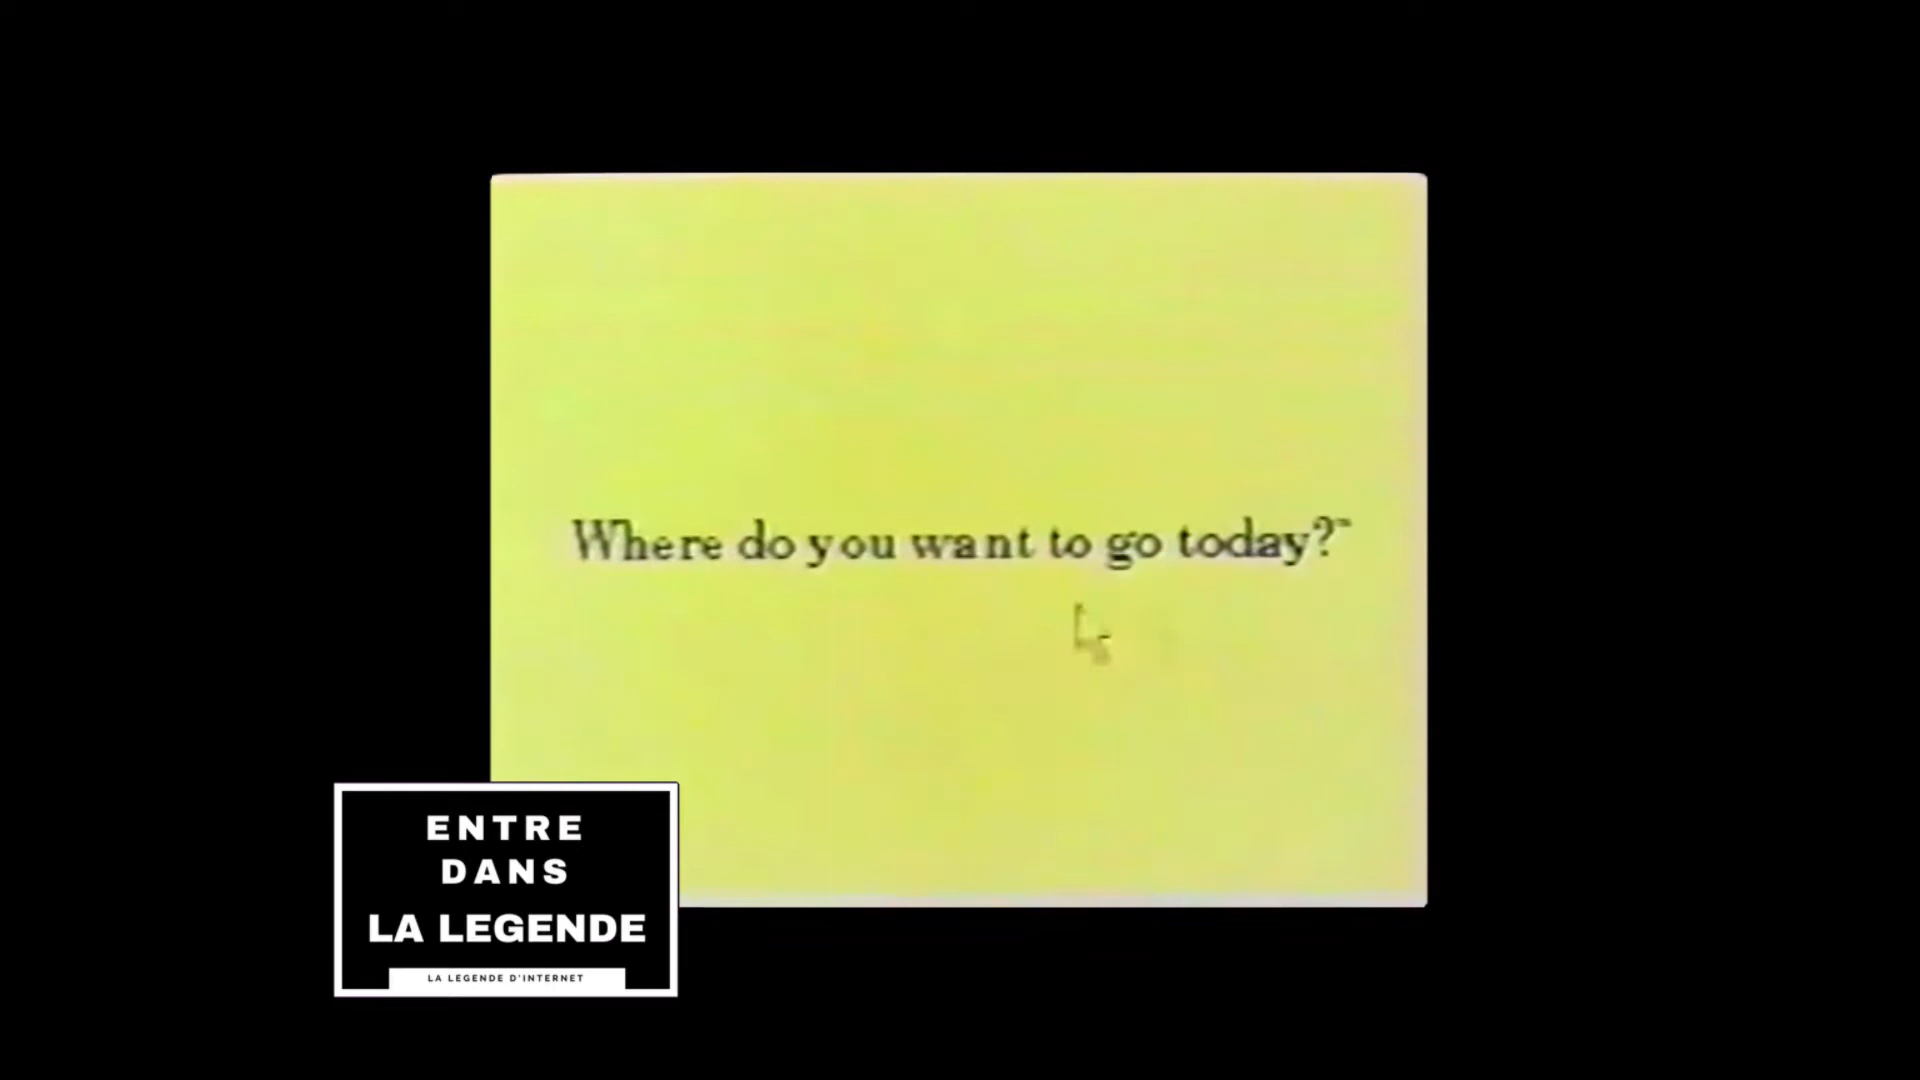 Where do you want to go today?™
ENTRE
DANS
LA LEGENDE
LA LEGENDE D'INTERNET